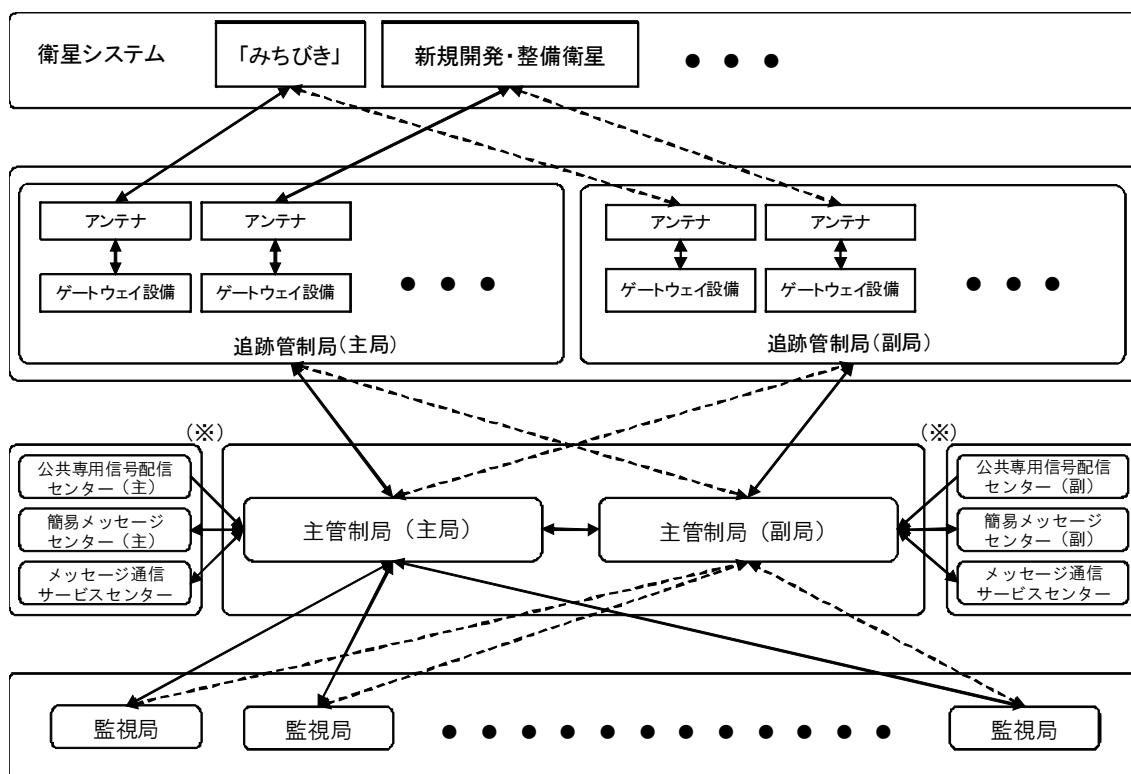 衛星システム
「みちびき」
新規開発・整備衛星
● ● ●
アンテナ
アンテナ
ゲートウェイ設備
ゲートウェイ設備
● ● ●
追跡管制局(主局)
アンテナ
アンテナ
ゲートウェイ設備
ゲートウェイ設備
● ● ●
追跡管制局(副局)
(※)
公共専用信号配信
センター(主)
簡易メッセージ
センター(主)
メッセージ通信
サービスセンター
主管制局(主局)
主管制局(副局)
(※)
公共専用信号配信
センター(副)
簡易メッセージ
センター(副)
メッセージ通信
サービスセンター
監視局
監視局
● ● ● ● ● ● ● ● ● ● ● ●
監視局